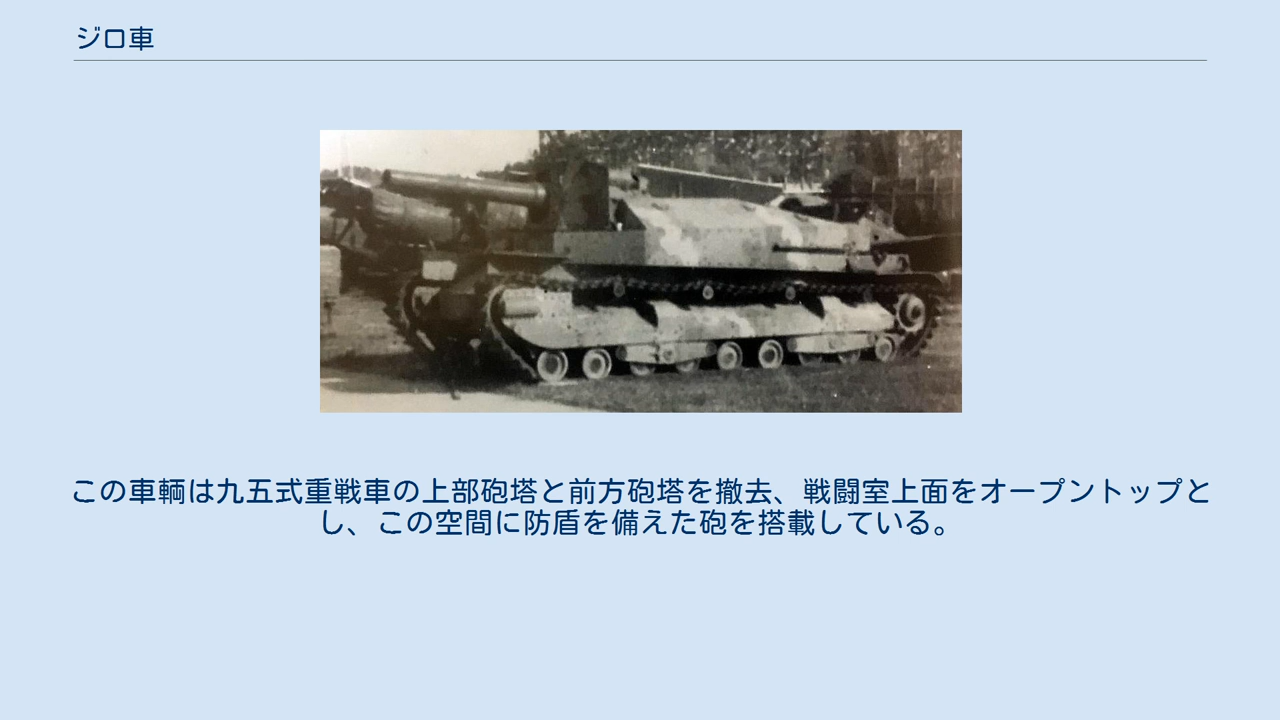 ジロ車
この車輌は九五式重戦車の上部砲塔と前方砲塔を撤去、戦闘室上面をオープントップと
し、この空間に防盾を備えた砲を搭載している。